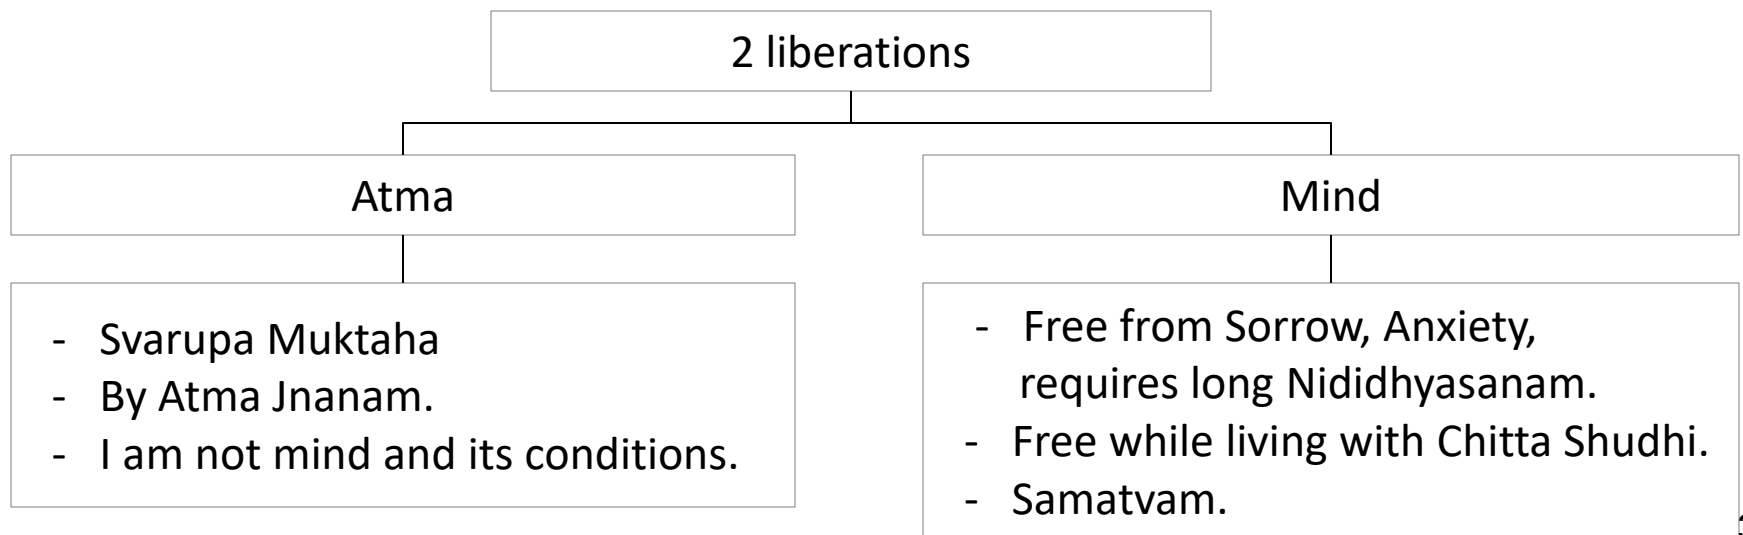 2 liberations
Atma
Mind
- Svarupa Muktaha
- By Atma Jnanam.
- I am not mind and its conditions.
- Free from Sorrow, Anxiety,
requires long Nididhyasanam.
- Free while living with Chitta Shudhi.
- Samatvam.